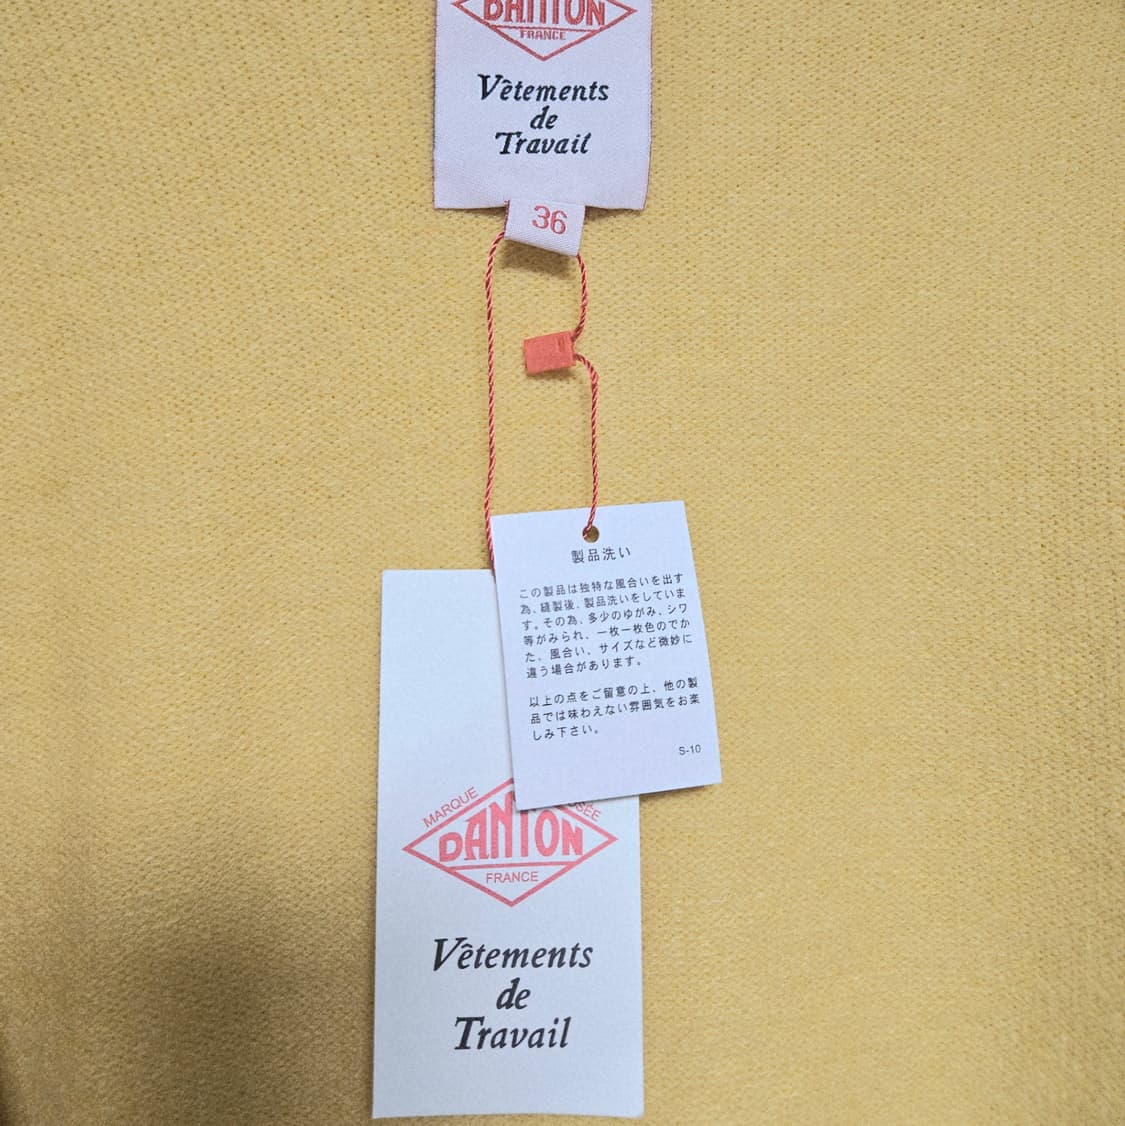 DANTON
FRANCE
Vêtements
de
Travail
36
製品洗い
この製品は独特な風合いを出す
為、縫製後、製品洗いをしていま
す。その為、多少のゆがみ、シワ
等がみられ、一枚一枚色のでか
た、風合い、サイズなど微妙に
違う場合があります。
以上の点をご留意の上、他の製
品では味わえない雰囲気をお楽
しみ下さい。
S-10
MARQUE
DANTON
FRANCE
Vêtements
de
Travail